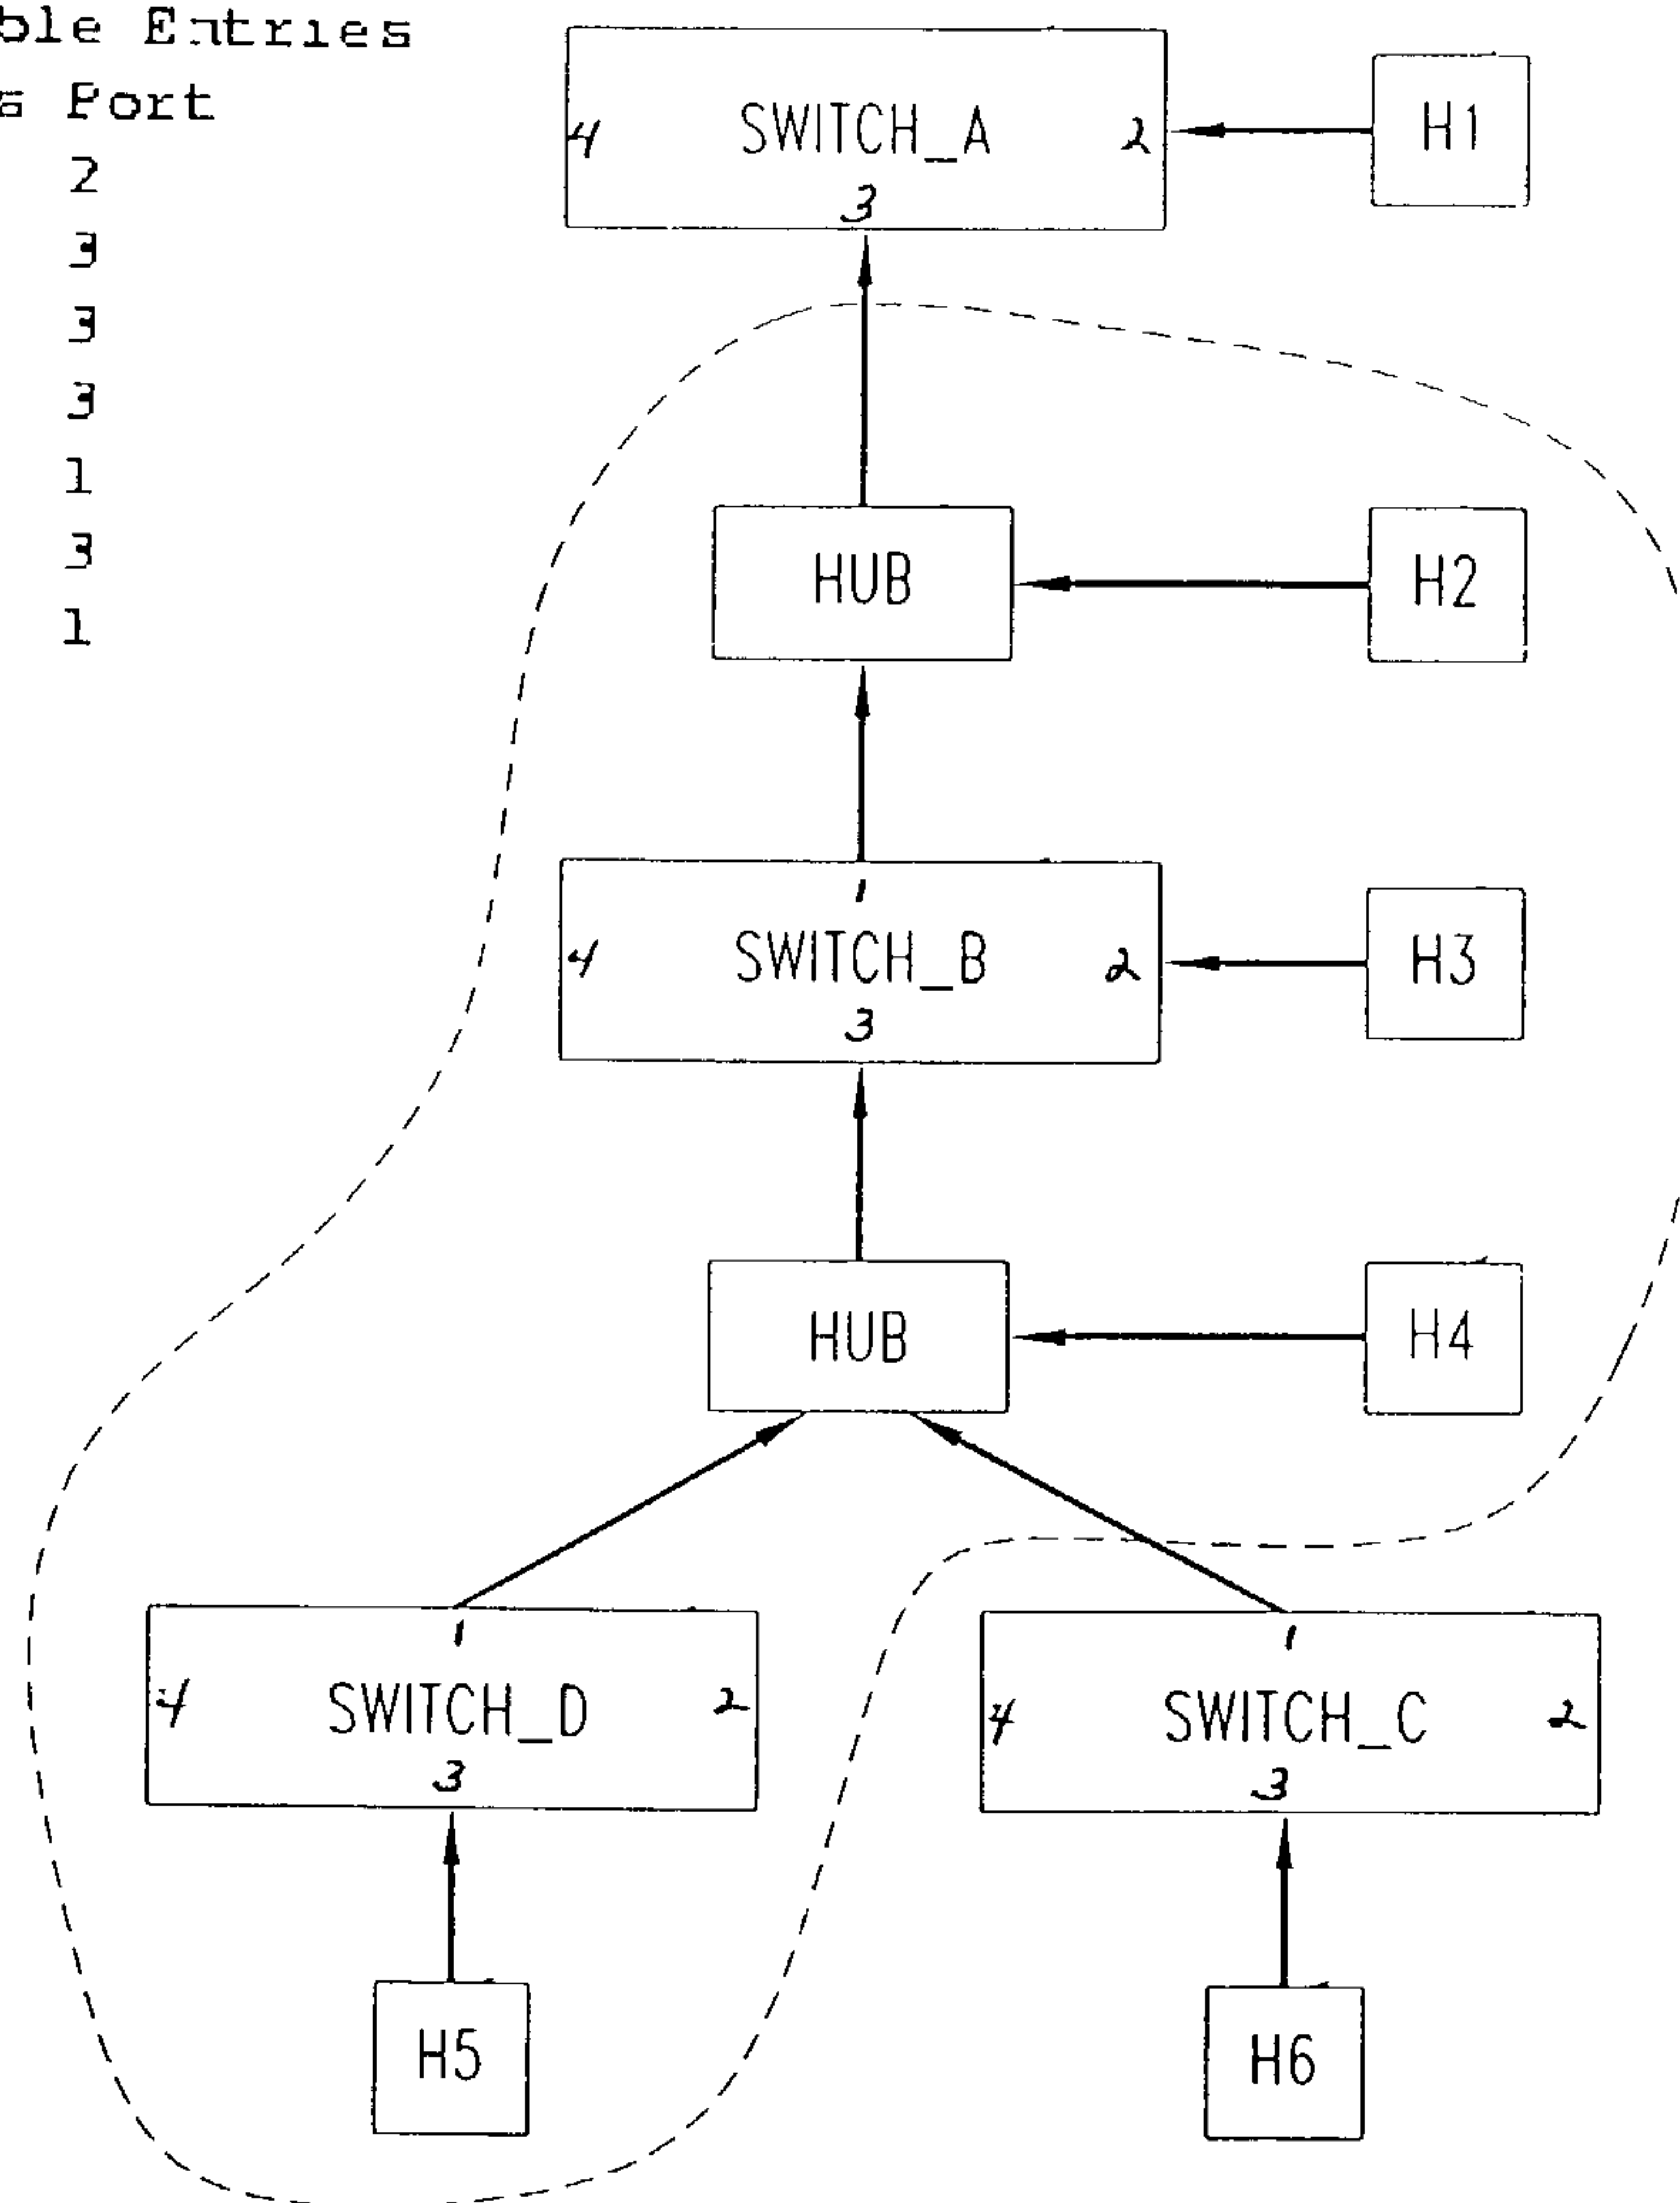 Entries
Port
2
3
3
3
1
3
1
4 SWITCH_A 2
3
H1
HUB
H2
1
4 SWITCH_B 2
3
H3
HUB
H4
1
4 SWITCH_D 2
3
1
4 SWITCH_C 2
3
H5
H6